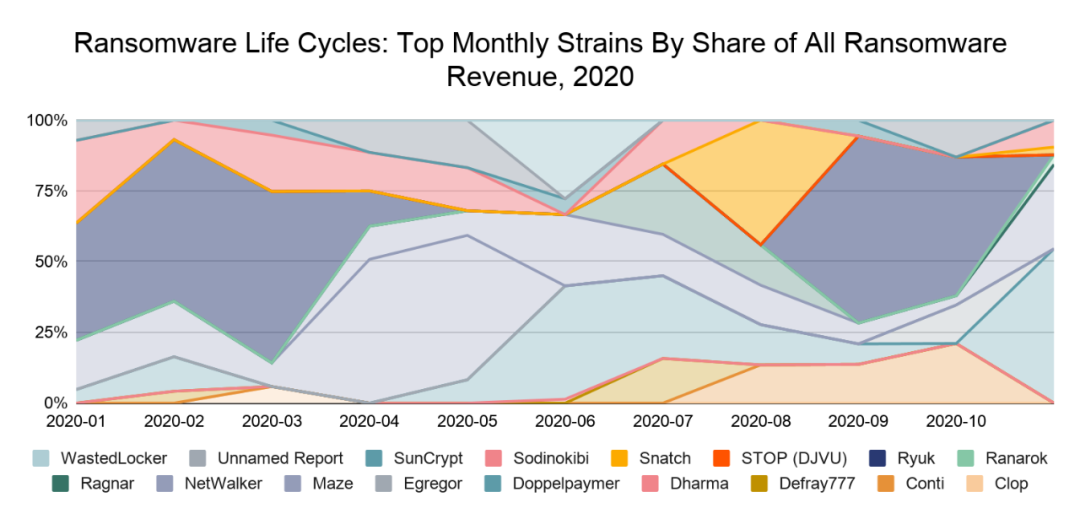 Ransomware Life Cycles: Top Monthly Strains By Share of All Ransomware
Revenue, 2020
100%
75%
50%
25%
0%
2020-01 2020-02 2020-03 2020-04 2020-05 2020-06 2020-07 2020-08 2020-09 2020-10
WastedLocker Unnamed Report SunCrypt Sodinokibi Snatch STOP (DJVU) Ryuk Ranarok
Ragnar NetWalker Maze Egregor Doppelpaymer Dharma Defray777 Conti Clop